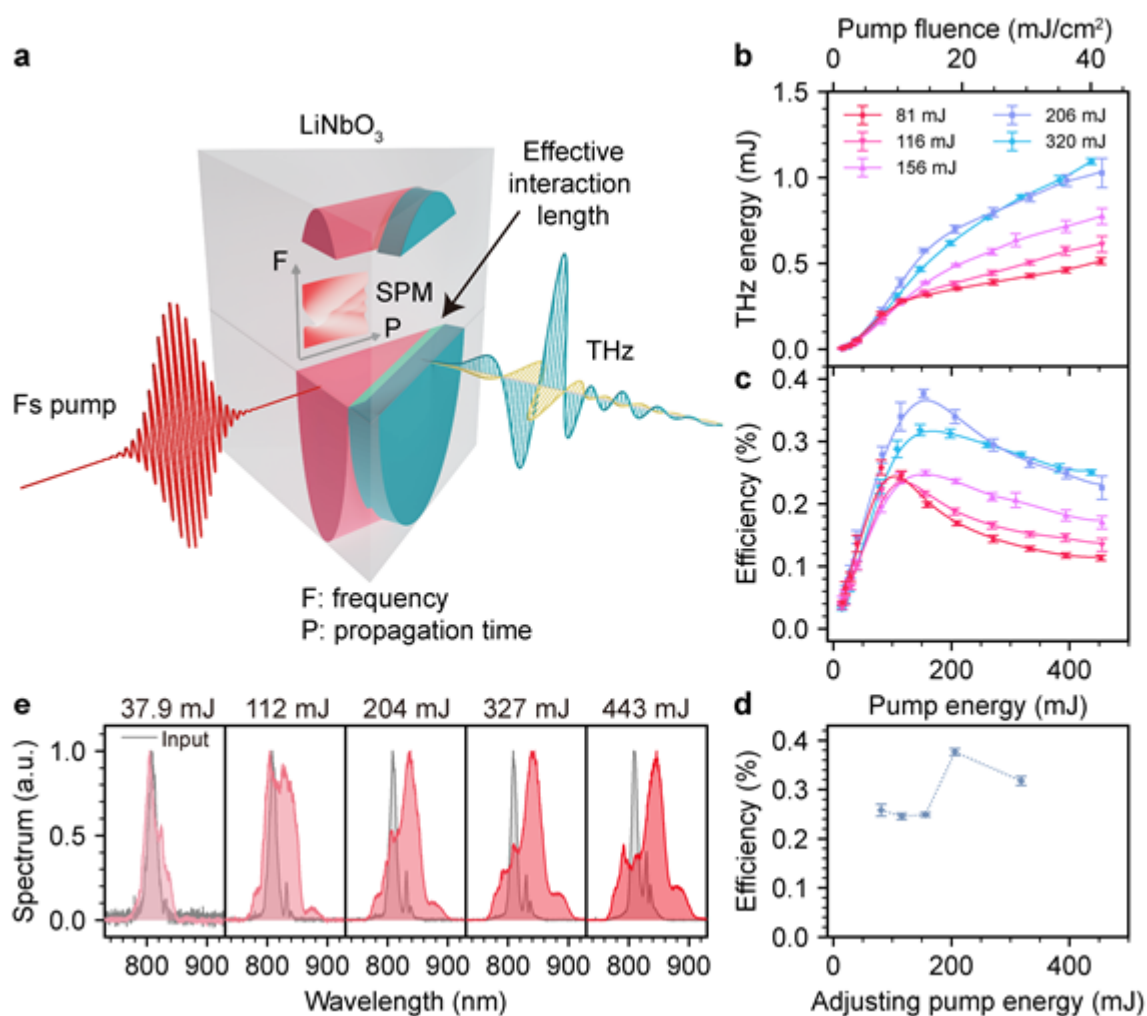 a
LiNbO3
Effective
interaction
length
F
SPM
P
THz
Fs pump
F: frequency
P: propagation time
b
Pump fluence (mJ/cm2)
0 20 40
1.5
1.0
0.5
0.0
THz energy (mJ)
81 mJ
116 mJ
156 mJ
206 mJ
320 mJ
c
0.4
0.3
0.2
0.1
0.0
Efficiency (%)
0 200 400
Pump energy (mJ)
d
0.4
0.3
0.2
0.1
0.0
Efficiency (%)
0 200 400
Adjusting pump energy (mJ)
e
37.9 mJ 112 mJ 204 mJ 327 mJ 443 mJ
Input
1.0
0.5
0.0
Spectrum (a.u.)
800 900 800 900 800 900 800 900 800 900
Wavelength (nm)